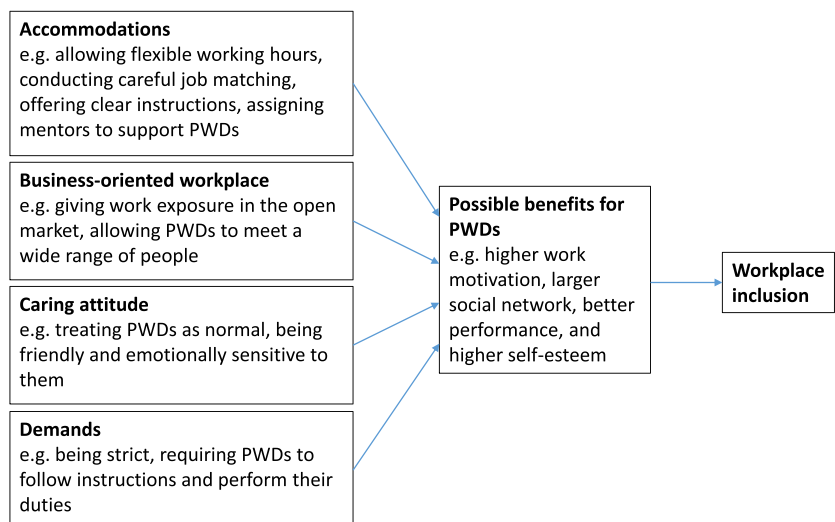 Accommodations
e.g. allowing flexible working hours,
conducting careful job matching,
offering clear instructions, assigning
mentors to support PWDs
Business-oriented workplace
e.g. giving work exposure in the open
market, allowing PWDs to meet a
wide range of people
Caring attitude
e.g. treating PWDs as normal, being
friendly and emotionally sensitive to
them
Demands
e.g. being strict, requiring PWDs to
follow instructions and perform their
duties
Possible benefits for
PWDs
e.g. higher work
motivation, larger
social network, better
performance, and
higher self-esteem
Workplace
inclusion